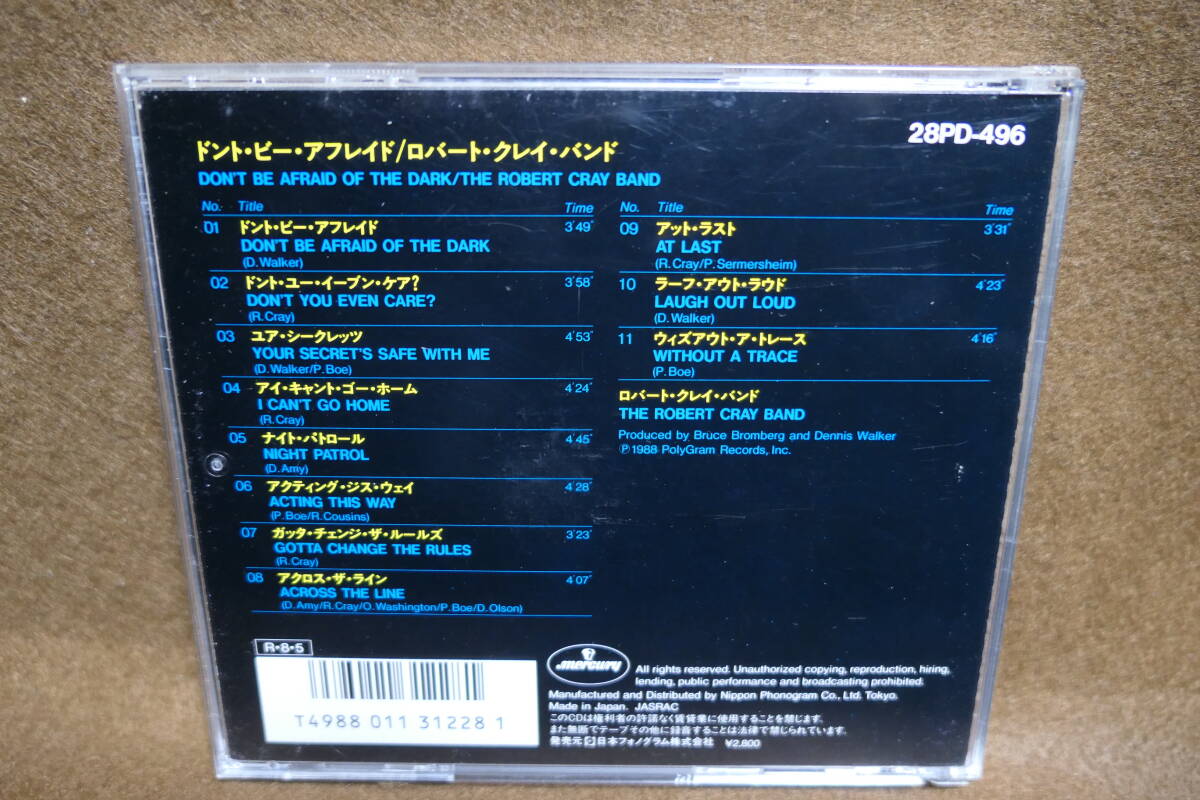 28PD-496
ドント・ビー・アフレイド/ロバート・クレイ・バンド
DON'T BE AFRAID OF THE DARK/THE ROBERT CRAY BAND
No. Title Time
01 ドント・ビー・アフレイド 3'49"
DON'T BE AFRAID OF THE DARK
(D. Walker)
02 ドント・ユー・イーブン・ケア? 3'58"
DON'T YOU EVEN CARE?
(R. Cray)
03 ユア・シークレッツ 4'53"
YOUR SECRET'S SAFE WITH ME
(D. Walker/P. Boe)
04 アイ・キャント・ゴー・ホーム 4'24"
I CAN'T GO HOME
(R. Cray)
05 ナイト・パトロール 4'45"
NIGHT PATROL
(D. Amy)
06 アクティング・ジス・ウェイ 4'28"
ACTING THIS WAY
(P. Boe/R. Cousins)
07 ガッタ・チェンジ・ザ・ルールズ 3'23"
GOTTA CHANGE THE RULES
(R. Cray)
08 アクロス・ザ・ライン 4'07"
ACROSS THE LINE
(D. Amy/R. Cray/O. Washington/P. Boe/D. Olson)
No. Title Time
09 アット・ラスト 3'31"
AT LAST
(R. Cray/P. Sermersheim)
10 ラーフ・アウト・ラウド 4'23"
LAUGH OUT LOUD
(D. Walker)
11 ウィズアウト・ア・トレース 4'16"
WITHOUT A TRACE
(P. Boe)
ロバート・クレイ・バンド
THE ROBERT CRAY BAND
Produced by Bruce Bromberg and Dennis Walker
Ⓟ1988 PolyGram Records, Inc.
R・8・5
T4988 011 31228 1
mercury
All rights reserved. Unauthorized copying, reproduction, hiring,
lending, public performance and broadcasting prohibited.
Manufactured and Distributed by Nippon Phonogram Co., Ltd. Tokyo.
Made in Japan. JASRAC
このCDは権利者の許諾なく賃貸業に使用することを禁じます。
また無断でテープその他に録音することは法律で禁じられています。
発売元 日本フォノグラム株式会社 ¥2,800